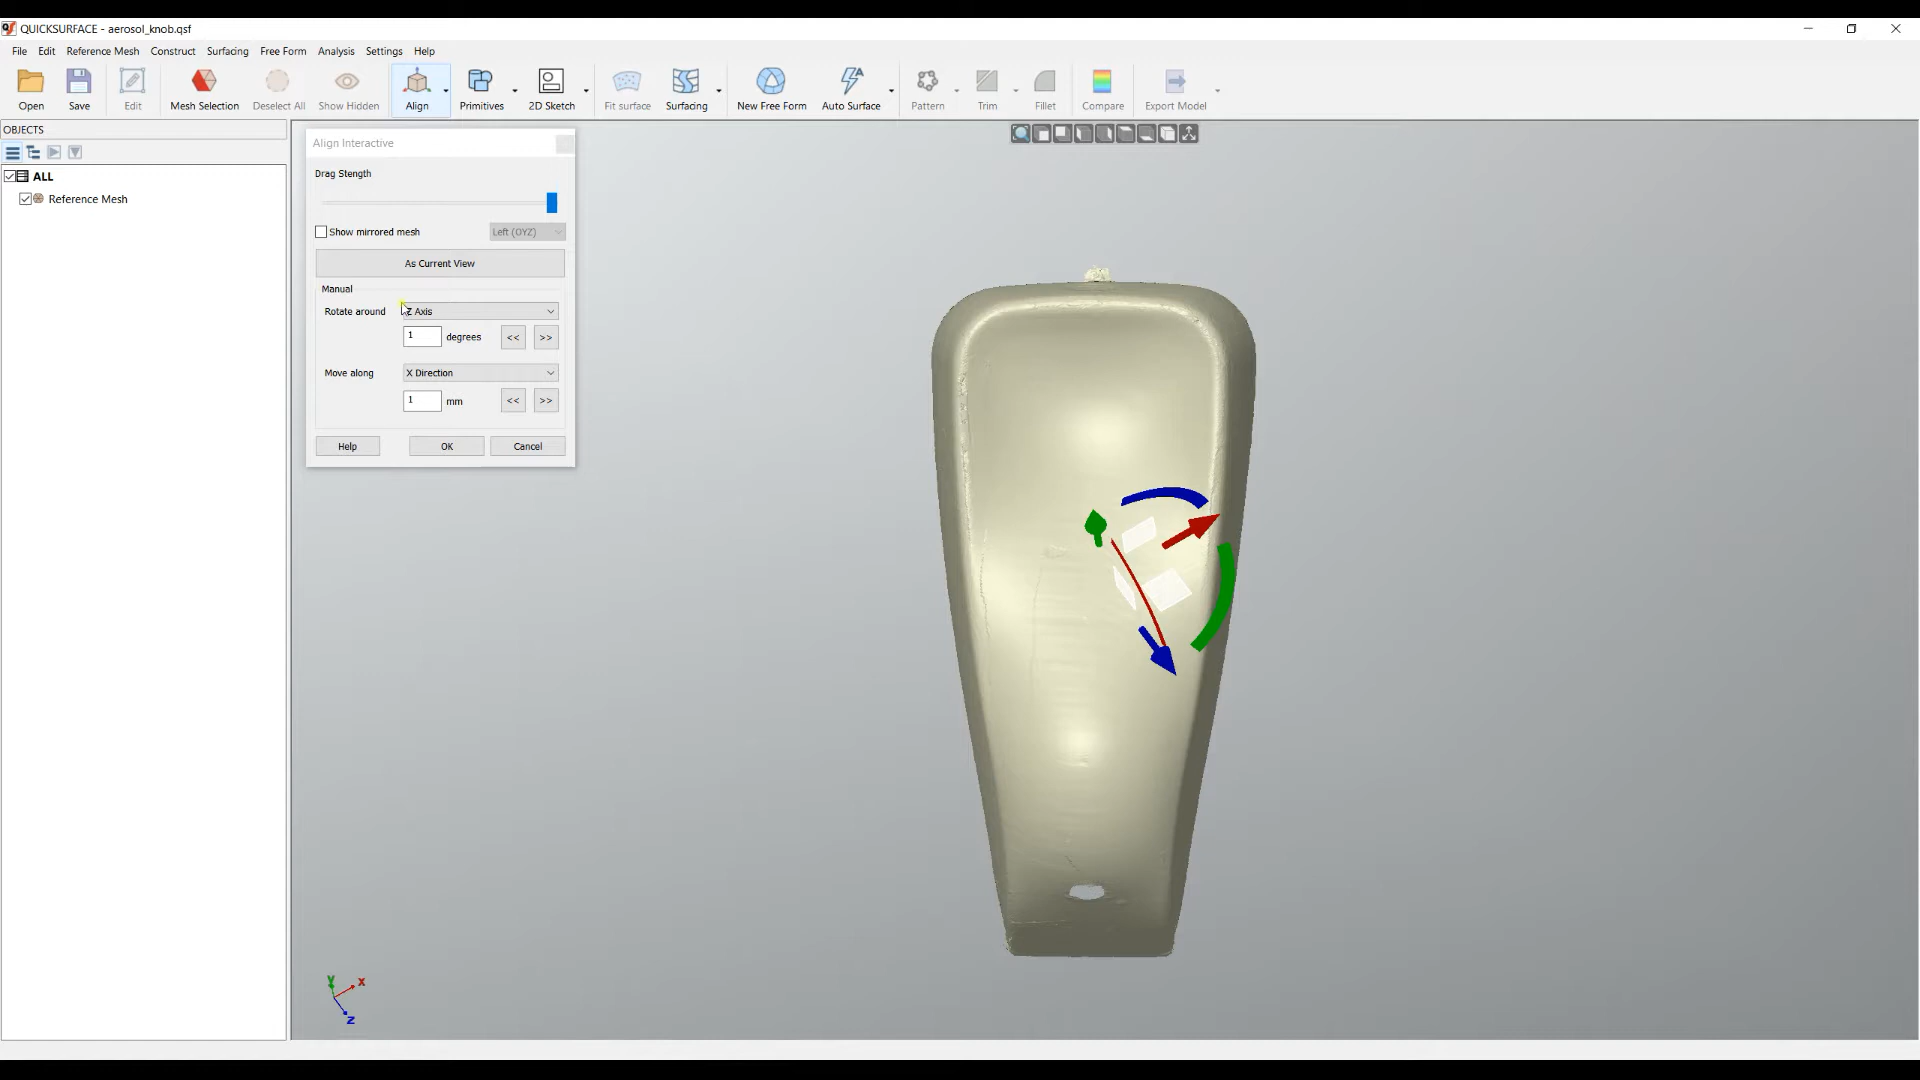 QUICKSURFACE - aerosol_knob.qsf
File Edit Reference Mesh Construct Surfacing Free Form Analysis Settings Help
Open Save Edit Mesh Selection Deselect All Show Hidden Align Primitives 2D Sketch Fit surface Surfacing New Free Form Auto Surface Pattern Trim Fillet Compare Export Model
OBJECTS
ALL
Reference Mesh
Align Interactive
Drag Stength
Show mirrored mesh Left (OYZ)
As Current View
Manual
Rotate around Z Axis
1 degrees << >>
Move along X Direction
1 mm << >>
Help OK Cancel
Y X
Z